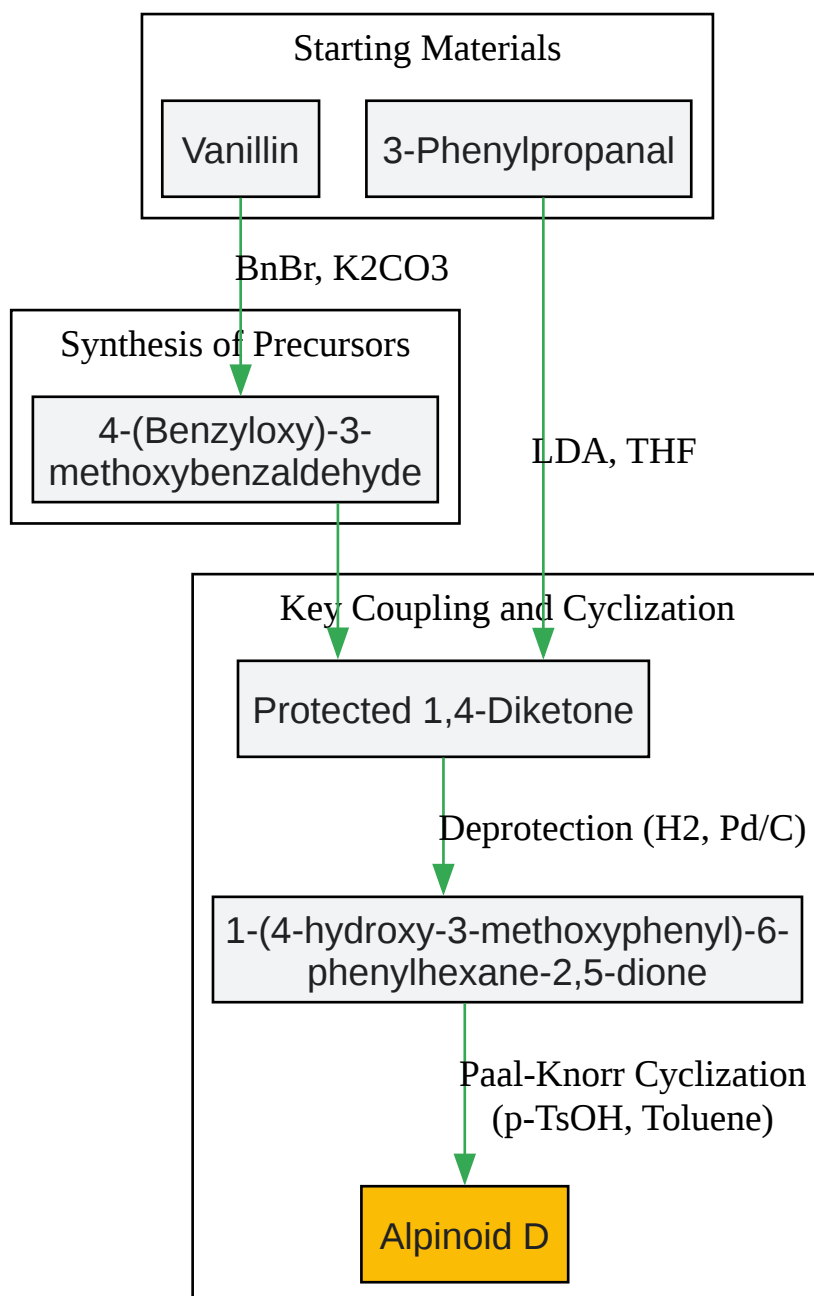 Starting Materials
Vanillin
3-Phenylpropanal
BnBr, K2CO3
Synthesis of Precursors
4-(Benzyloxy)-3-
methoxybenzaldehyde
LDA, THF
Key Coupling and Cyclization
Protected 1,4-Diketone
Deprotection (H2, Pd/C)
1-(4-hydroxy-3-methoxyphenyl)-6-
phenylhexane-2,5-dione
Paal-Knorr Cyclization
(p-TsOH, Toluene)
Alpinoid D